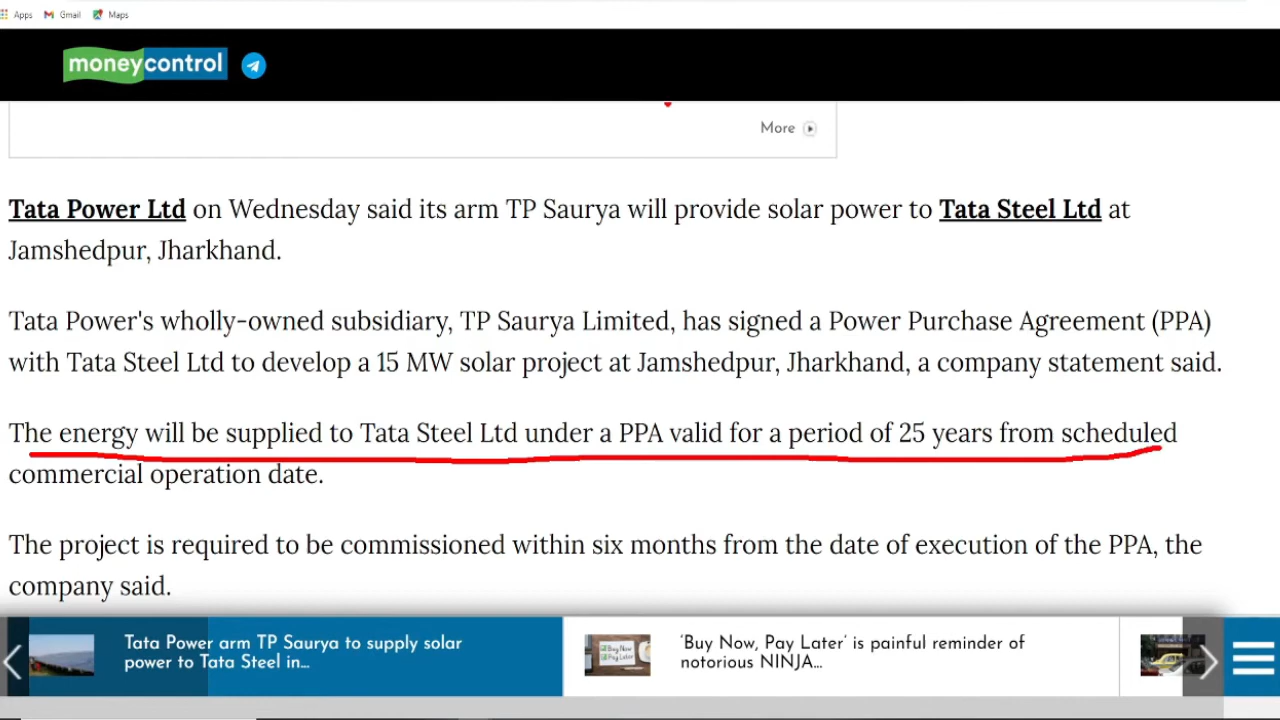 Apps Gmail Maps
moneycontrol
More
Tata Power Ltd on Wednesday said its arm TP Saurya will provide solar power to Tata Steel Ltd at
Jamshedpur, Jharkhand.
Tata Power's wholly-owned subsidiary, TP Saurya Limited, has signed a Power Purchase Agreement (PPA)
with Tata Steel Ltd to develop a 15 MW solar project at Jamshedpur, Jharkhand, a company statement said.
The energy will be supplied to Tata Steel Ltd under a PPA valid for a period of 25 years from scheduled
commercial operation date.
The project is required to be commissioned within six months from the date of execution of the PPA, the
company said.
Tata Power arm TP Saurya to supply solar
power to Tata Steel in...
Buy Now
Pay Later
‘Buy Now, Pay Later’ is painful reminder of
notorious NINJA...